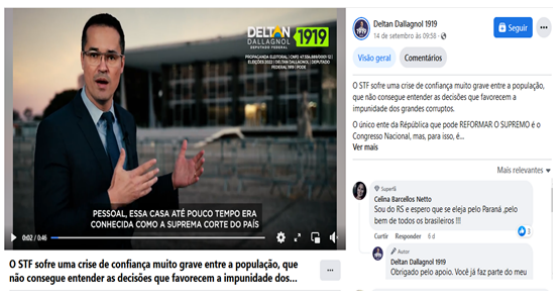 DELTAN 1919
DALLAGNOL
DEPUTADO FEDERAL
PESSOAL, ESSA CASA ATÉ POUCO TEMPO ERA
CONHECIDA COMO A SUPREMA CORTE DO PAÍS
0:02 / 0:46
O STF sofre uma crise de confiança muito grave entre a população, que
não consegue entender as decisões que favorecem a impunidade dos...
...
Deltan Dallagnol 1919
14 de setembro às 09:50
Seguir
...
Visão geral
Comentários
O STF sofre uma crise de confiança muito grave entre a população,
que não consegue entender as decisões que favorecem a
impunidade dos grandes corruptos.
O único ente da República que pode REFORMAR O SUPREMO é o
Congresso Nacional, mas, para isso, é...
Ver mais
Mais relevantes
Superfã
Celina Barcellos Netto
Sou do RS e espero que se eleja pelo Paraná ,pelo
bem de todos os brasileiros !!!
Curtir Responder 6 d
3
Autor
Deltan Dallagnol 1919
Obrigado pelo apoio. Você já faz parte do meu